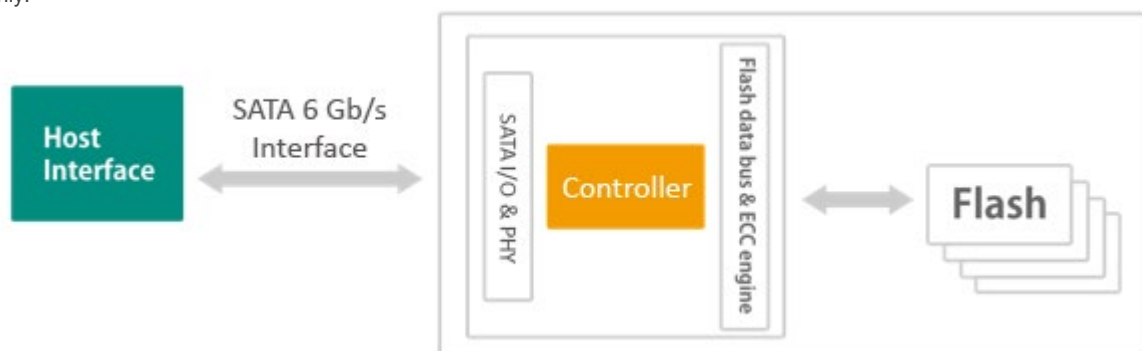 Host
Interface
SATA 6 Gb/s
Interface
SATA I/O & PHY
Controller
Flash data bus & ECC engine
Flash